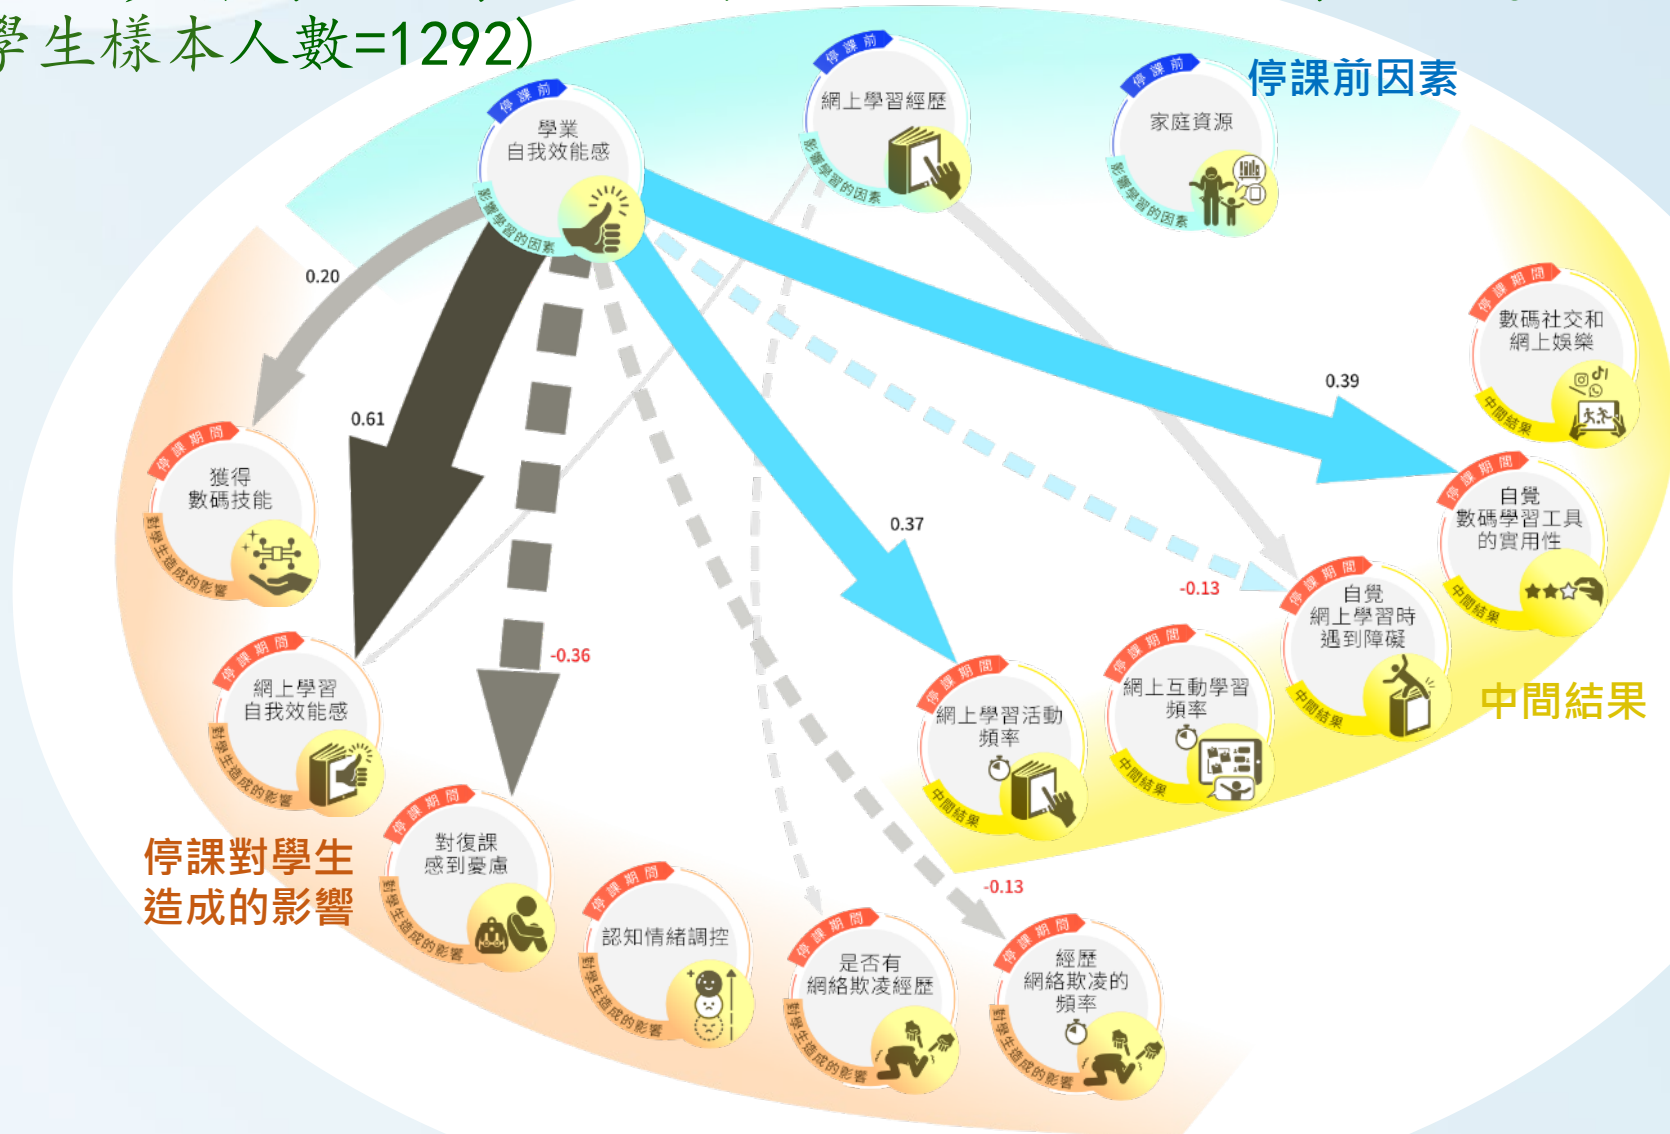 學生樣本人數=1292)
停課前
學業
自我效能感
影響學習的因素
停課前
網上學習經歷
影響學習的因素
停課前
家庭資源
影響學習的因素
停課前因素
0.20
0.61
-0.36
0.37
-0.13
0.39
-0.13
停課期間
數碼社交和
網上娛樂
中間結果
停課期間
自覺
數碼學習工具
的實用性
中間結果
停課期間
自覺
網上學習時
遇到障礙
中間結果
停課期間
網上互動學習
頻率
中間結果
停課期間
網上學習活動
頻率
中間結果
中間結果
停課期間
獲得
數碼技能
對學生造成的影響
停課期間
網上學習
自我效能感
對學生造成的影響
停課期間
對復課
感到憂慮
對學生造成的影響
停課期間
認知情緒調控
對學生造成的影響
停課期間
是否有
網絡欺凌經歷
對學生造成的影響
停課期間
經歷
網絡欺凌的
頻率
對學生造成的影響
停課對學生
造成的影響